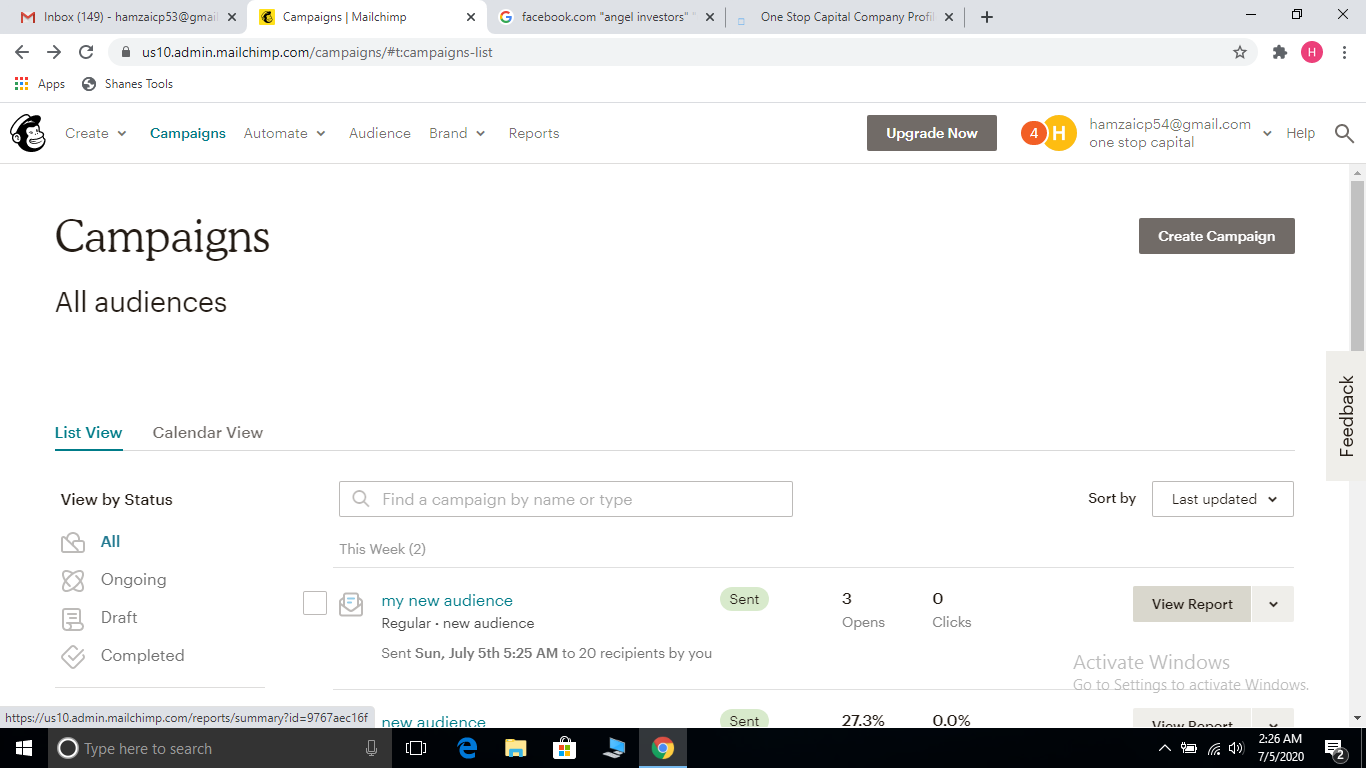 Inbox (149) - hamzaicp53@gmai
Campaigns | Mailchimp
facebook.com "angel investors" "
One Stop Capital Company Profil
us10.admin.mailchimp.com/campaigns/#t:campaigns-list
H
Apps
Shanes Tools
Create
Campaigns
Automate
Audience
Brand
Reports
Upgrade Now
4
H
hamzaicp54@gmail.com
one stop capital
Help
Campaigns
Create Campaign
All audiences
Feedback
List View
Calendar View
View by Status
Find a campaign by name or type
Sort by
Last updated
All
This Week (2)
Ongoing
my new audience
Sent
3
0
View Report
Draft
Regular · new audience
Opens
Clicks
Completed
Sent Sun, July 5th 5:25 AM to 20 recipients by you
Activate Windows
Go to Settings to activate Windows.
https://us10.admin.mailchimp.com/reports/summary?id=9767aec16f
new audience
Sent
27.3%
0.0%
View Report
Type here to search
2:26 AM
7/5/2020
2